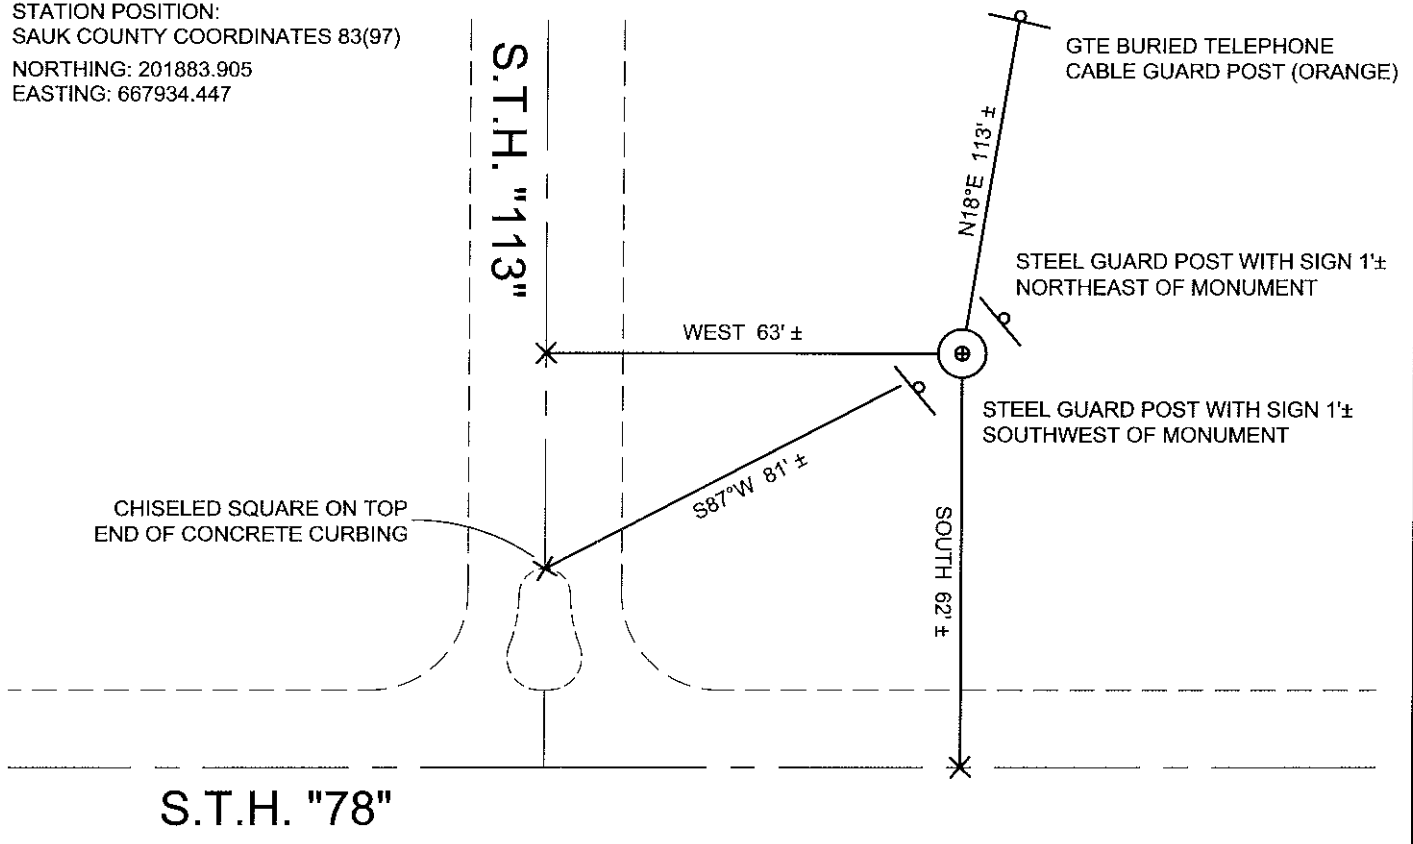 STATION POSITION:
SAUK COUNTY COORDINATES 83(97)
NORTHING: 201883.905
EASTING: 667934.447
S.T.H. "113"
GTE BURIED TELEPHONE
CABLE GUARD POST (ORANGE)
N18°E 113' ±
STEEL GUARD POST WITH SIGN 1'±
NORTHEAST OF MONUMENT
WEST 63' ±
STEEL GUARD POST WITH SIGN 1'±
SOUTHWEST OF MONUMENT
S87°W 81' ±
CHISELED SQUARE ON TOP
END OF CONCRETE CURBING
SOUTH 62' ±
S.T.H. "78"